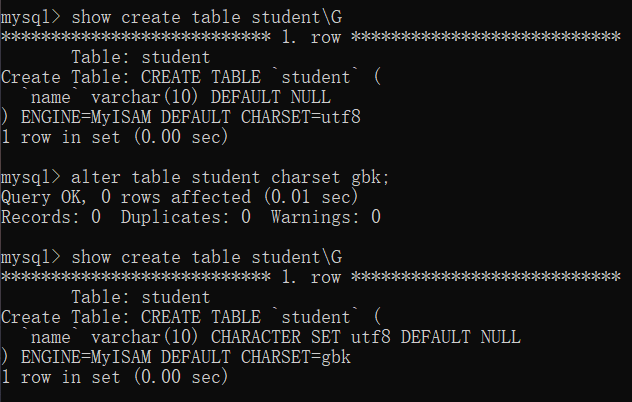 mysql> show create table student\G
*************************** 1. row ***************************
       Table: student
Create Table: CREATE TABLE `student` (
  `name` varchar(10) DEFAULT NULL
) ENGINE=MyISAM DEFAULT CHARSET=utf8
1 row in set (0.00 sec)
mysql> alter table student charset gbk;
Query OK, 0 rows affected (0.01 sec)
Records: 0  Duplicates: 0  Warnings: 0
mysql> show create table student\G
*************************** 1. row ***************************
       Table: student
Create Table: CREATE TABLE `student` (
  `name` varchar(10) CHARACTER SET utf8 DEFAULT NULL
) ENGINE=MyISAM DEFAULT CHARSET=gbk
1 row in set (0.00 sec)